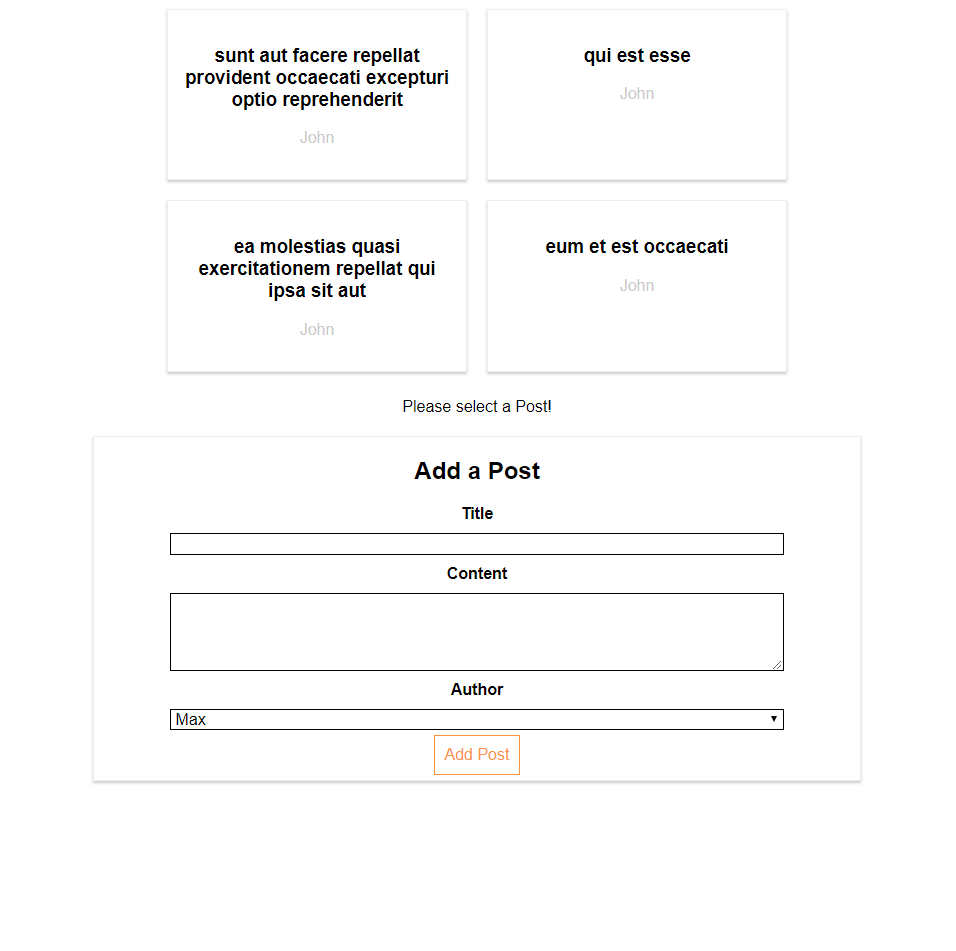 sunt aut facere repellat
provident occaecati excepturi
optio reprehenderit
John
qui est esse
John
ea molestias quasi
exercitationem repellat qui
ipsa sit aut
John
eum et est occaecati
John
Please select a Post!
Add a Post
Title
Content
Author
Max
Add Post